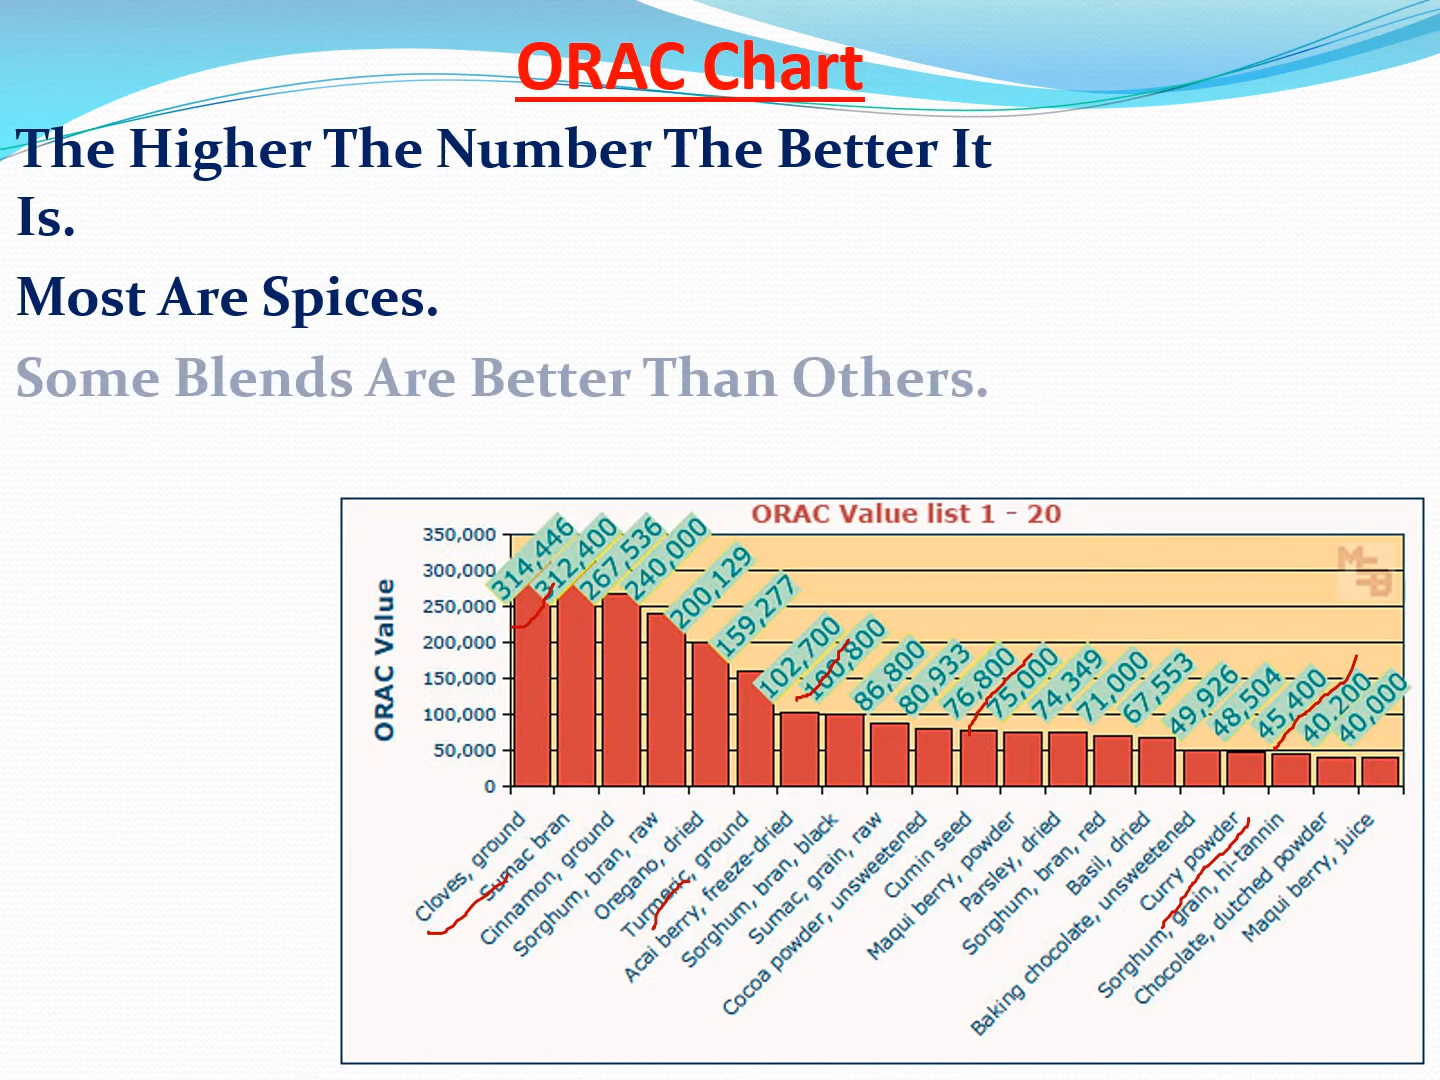 ORAC Chart
The Higher The Number The Better It
Is.
Most Are Spices.
Some Blends Are Better Than Others.
ORAC Value list 1 - 20
ORAC Value
350,000
300,000
250,000
200,000
150,000
100,000
50,000
0
314,446
312,400
267,536
240,000
200,129
159,277
102,700
100,800
86,800
80,933
76,800
75,000
74,349
71,000
67,553
49,926
48,504
45,400
40,200
40,000
MFB
Cloves, ground
Sumac bran
Cinnamon, ground
Sorghum, bran, raw
Oregano, dried
Turmeric, ground
Acai berry, freeze-dried
Sorghum, bran, black
Sumac, grain, raw
Cocoa powder, unsweetened
Cumin seed
Maqui berry, powder
Parsley, dried
Sorghum, bran, red
Basil, dried
Baking chocolate, unsweetened
Curry powder
Sorghum, grain, hi-tannin
Chocolate, dutched powder
Maqui berry, juice